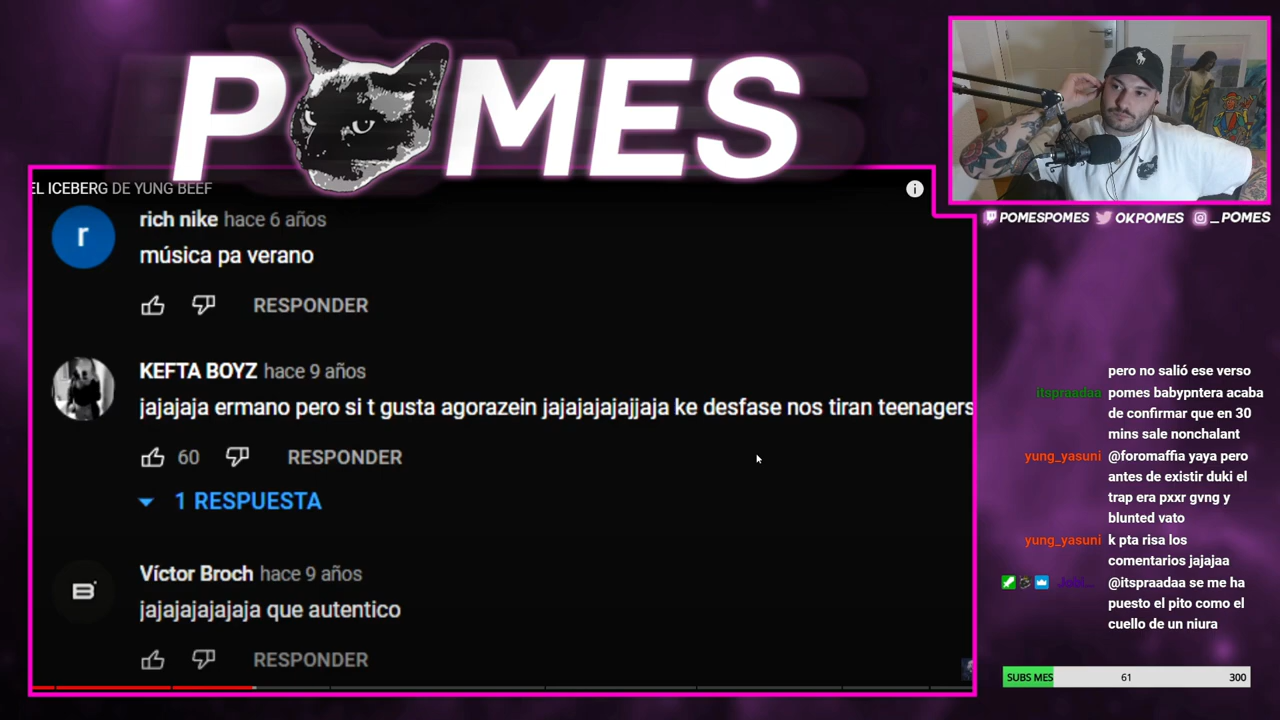 POMES
EL ICEBERG DE YUNG BEEF
r
rich nike hace 6 años
música pa verano
RESPONDER
KEFTA BOYZ hace 9 años
jajajaja ermano pero si t gusta agorazein jajajajajajjaja ke desfase nos tiran teenagers
60
RESPONDER
1 RESPUESTA
B
Víctor Broch hace 9 años
jajajajajajaja que autentico
RESPONDER
POMESPOMES OKPOMES _POMES
pero no salió ese verso
itspraadaa pomes babypntera acaba
de confirmar que en 30
mins sale nonchalant
yung_yasuni @foromaffia yaya pero
antes de existir duki el
trap era pxxr gvng y
blunted vato
yung_yasuni k pta risa los
comentarios jajajaa
@itspraadaa se me ha
puesto el pito como el
cuello de un niura
SUBS MES 61 300